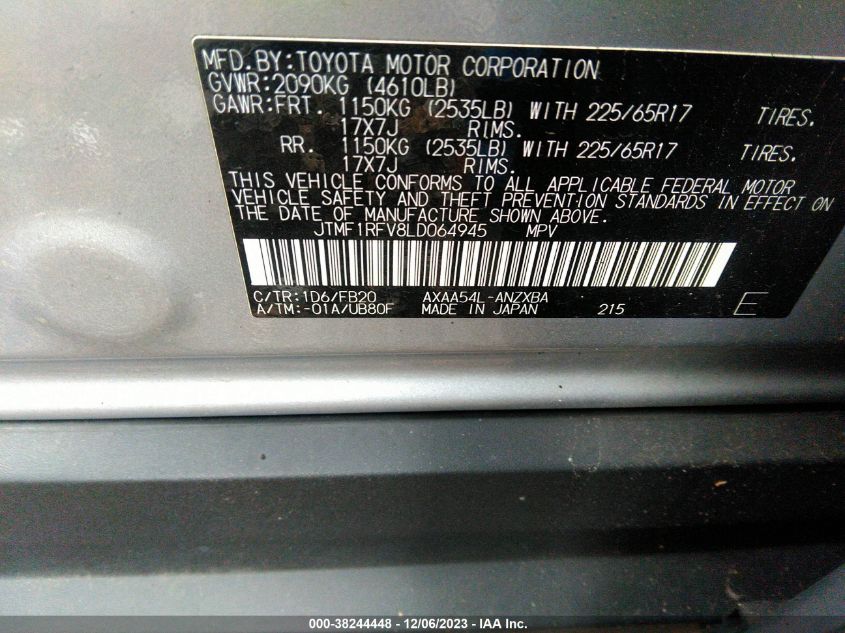 MFD.BY:TOYOTA MOTOR CORPORATION
GVWR:2090KG (4610LB)
GAWR:FRT. 1150KG (2535LB) WITH 225/65R17 TIRES.
17X7J RIMS.
RR. 1150KG (2535LB) WITH 225/65R17 TIRES.
17X7J RIMS.
THIS VEHICLE CONFORMS TO ALL APPLICABLE FEDERAL MOTOR
VEHICLE SAFETY AND THEFT PREVENTION STANDARDS IN EFFECT ON
THE DATE OF MANUFACTURE SHOWN ABOVE.
JTMF1RFV8LD064945 MPV
C/TR:1D6/FB20 AXAA54L-ANZXBA
A/TM:-01A/UB80F MADE IN JAPAN 215 E
000-38244448 - 12/06/2023 - IAA Inc.